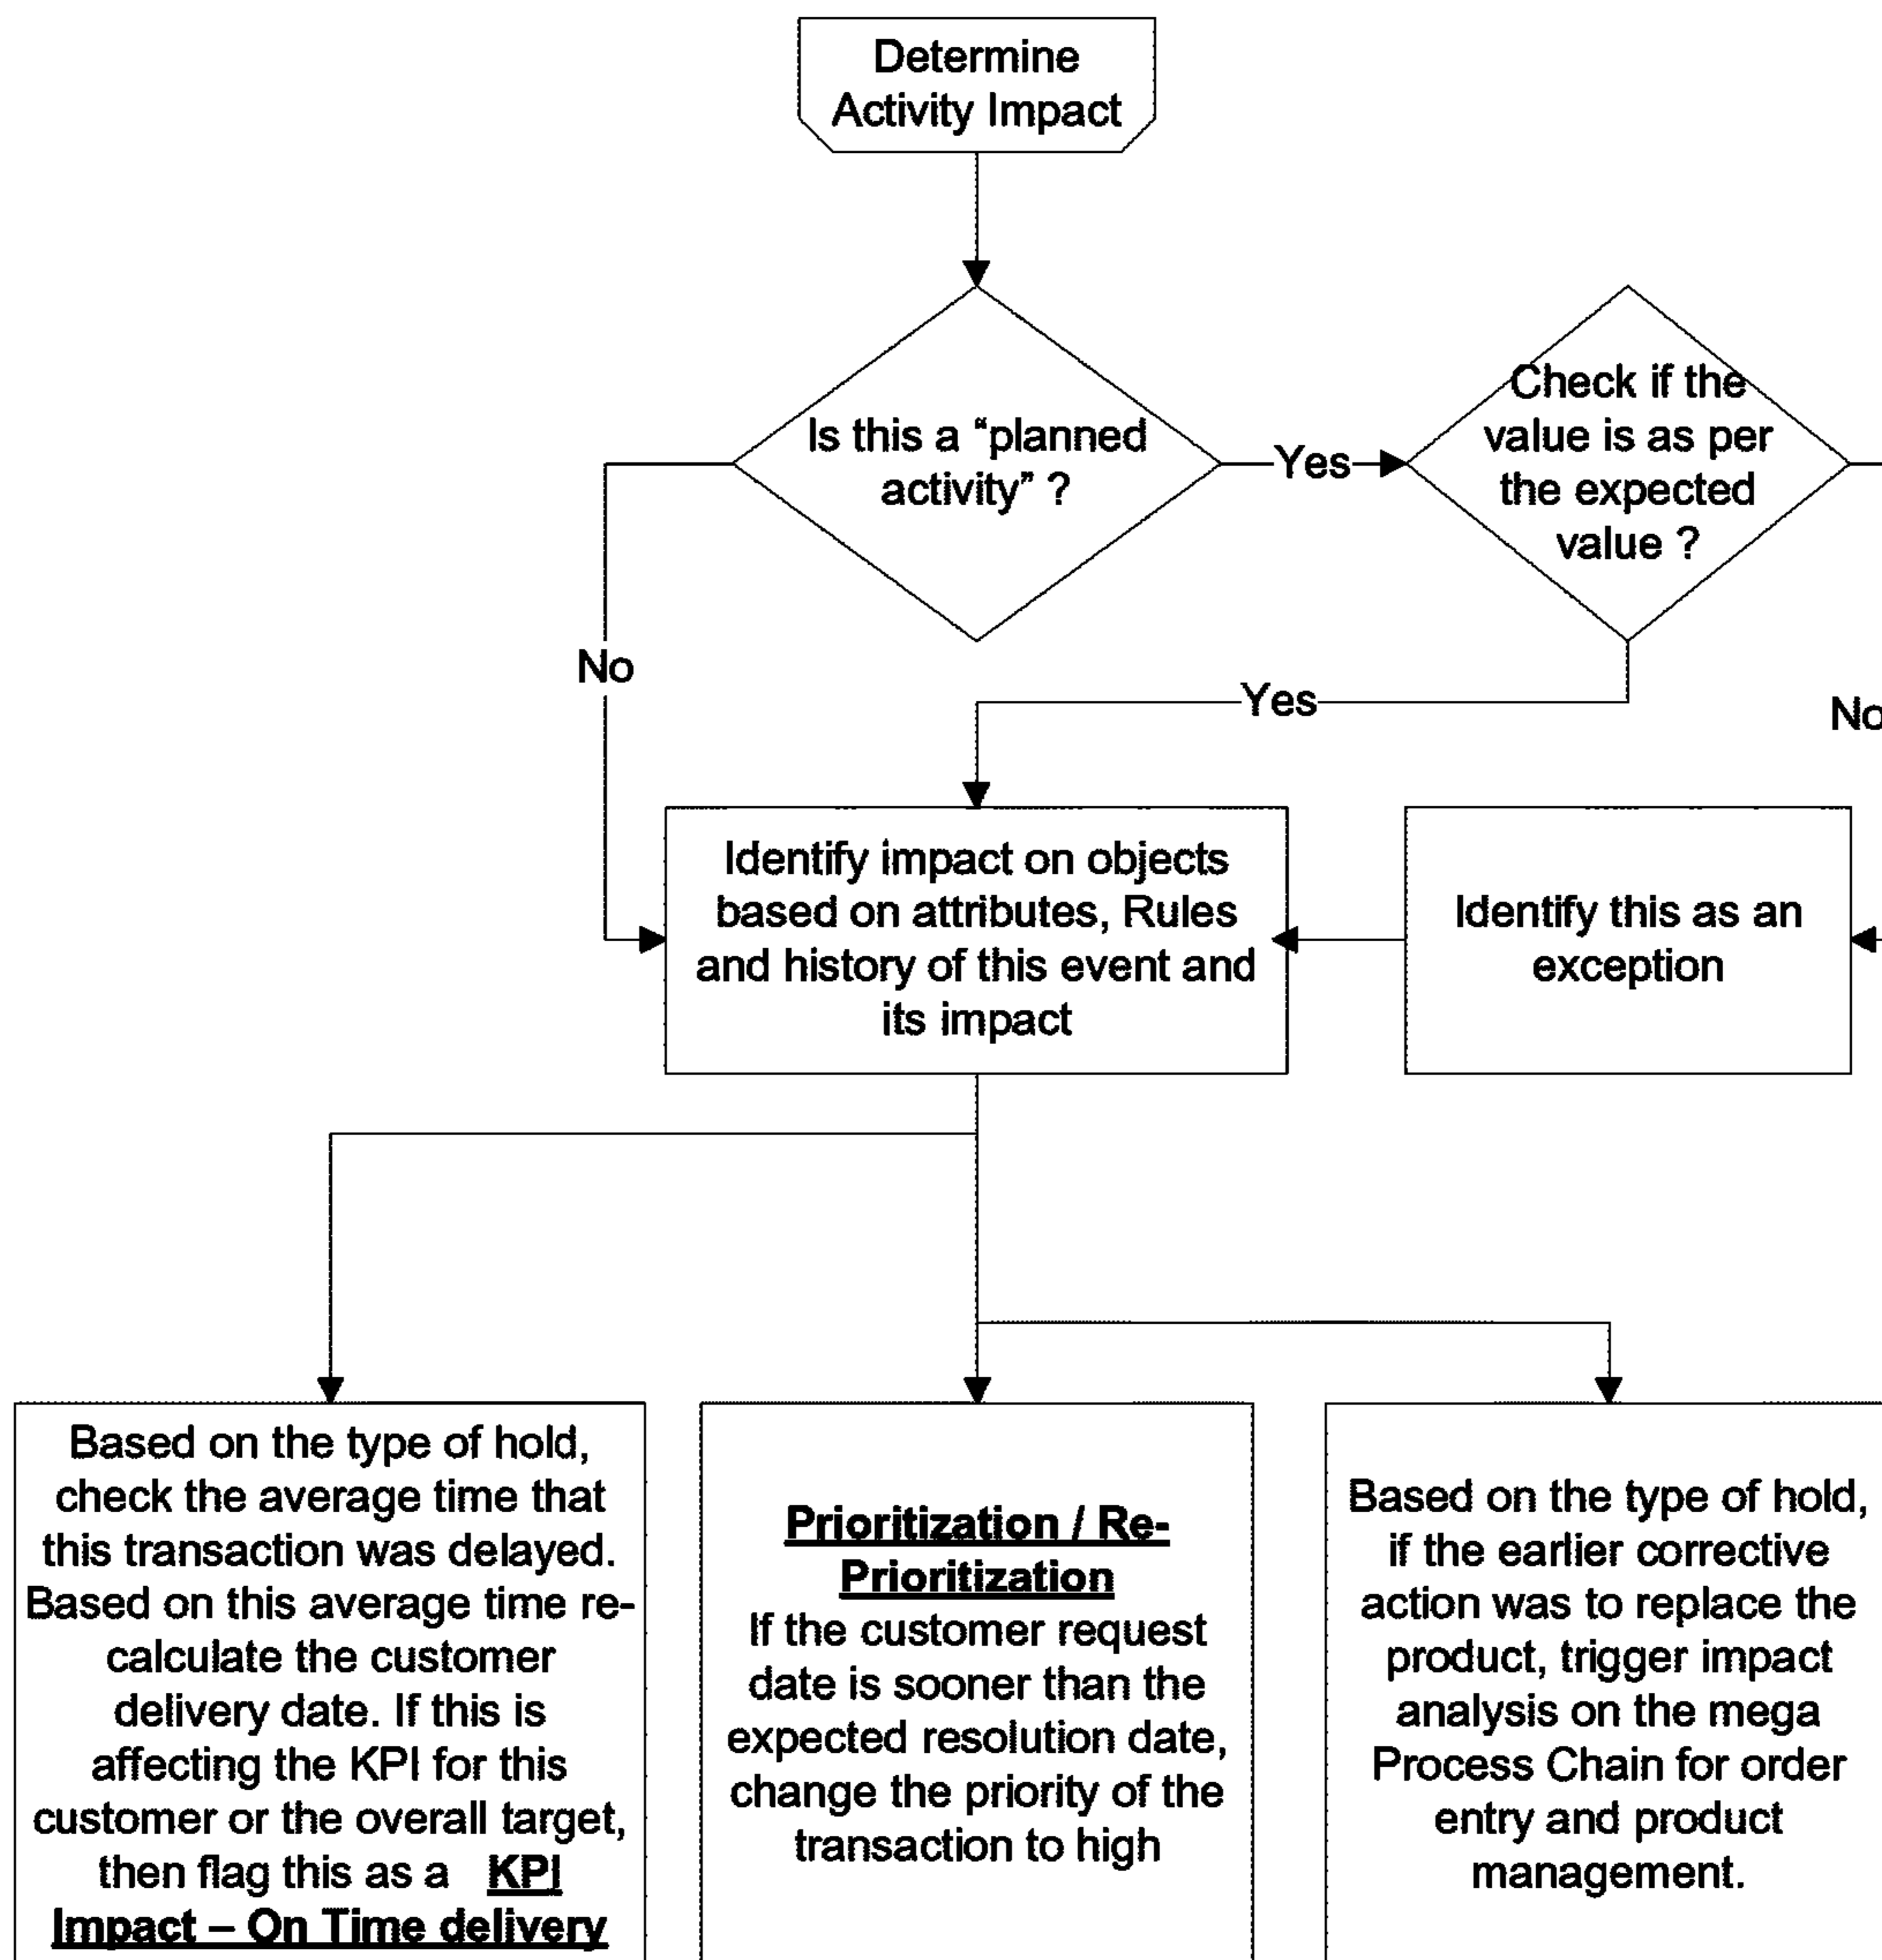 Determine
Activity Impact
Is this a “planned
activity” ?
Yes
Check if the
value is as per
the expected
value ?
No
Yes
No
Identify impact on objects
based on attributes, Rules
and history of this event and
its impact
Identify this as an
exception
Based on the type of hold,
check the average time that
this transaction was delayed.
Based on this average time re-
calculate the customer
delivery date. If this is
affecting the KPI for this
customer or the overall target,
then flag this as a KPI
Impact – On Time delivery
Prioritization / Re-
Prioritization
If the customer request
date is sooner than the
expected resolution date,
change the priority of the
transaction to high
Based on the type of hold,
if the earlier corrective
action was to replace the
product, trigger impact
analysis on the mega
Process Chain for order
entry and product
management.